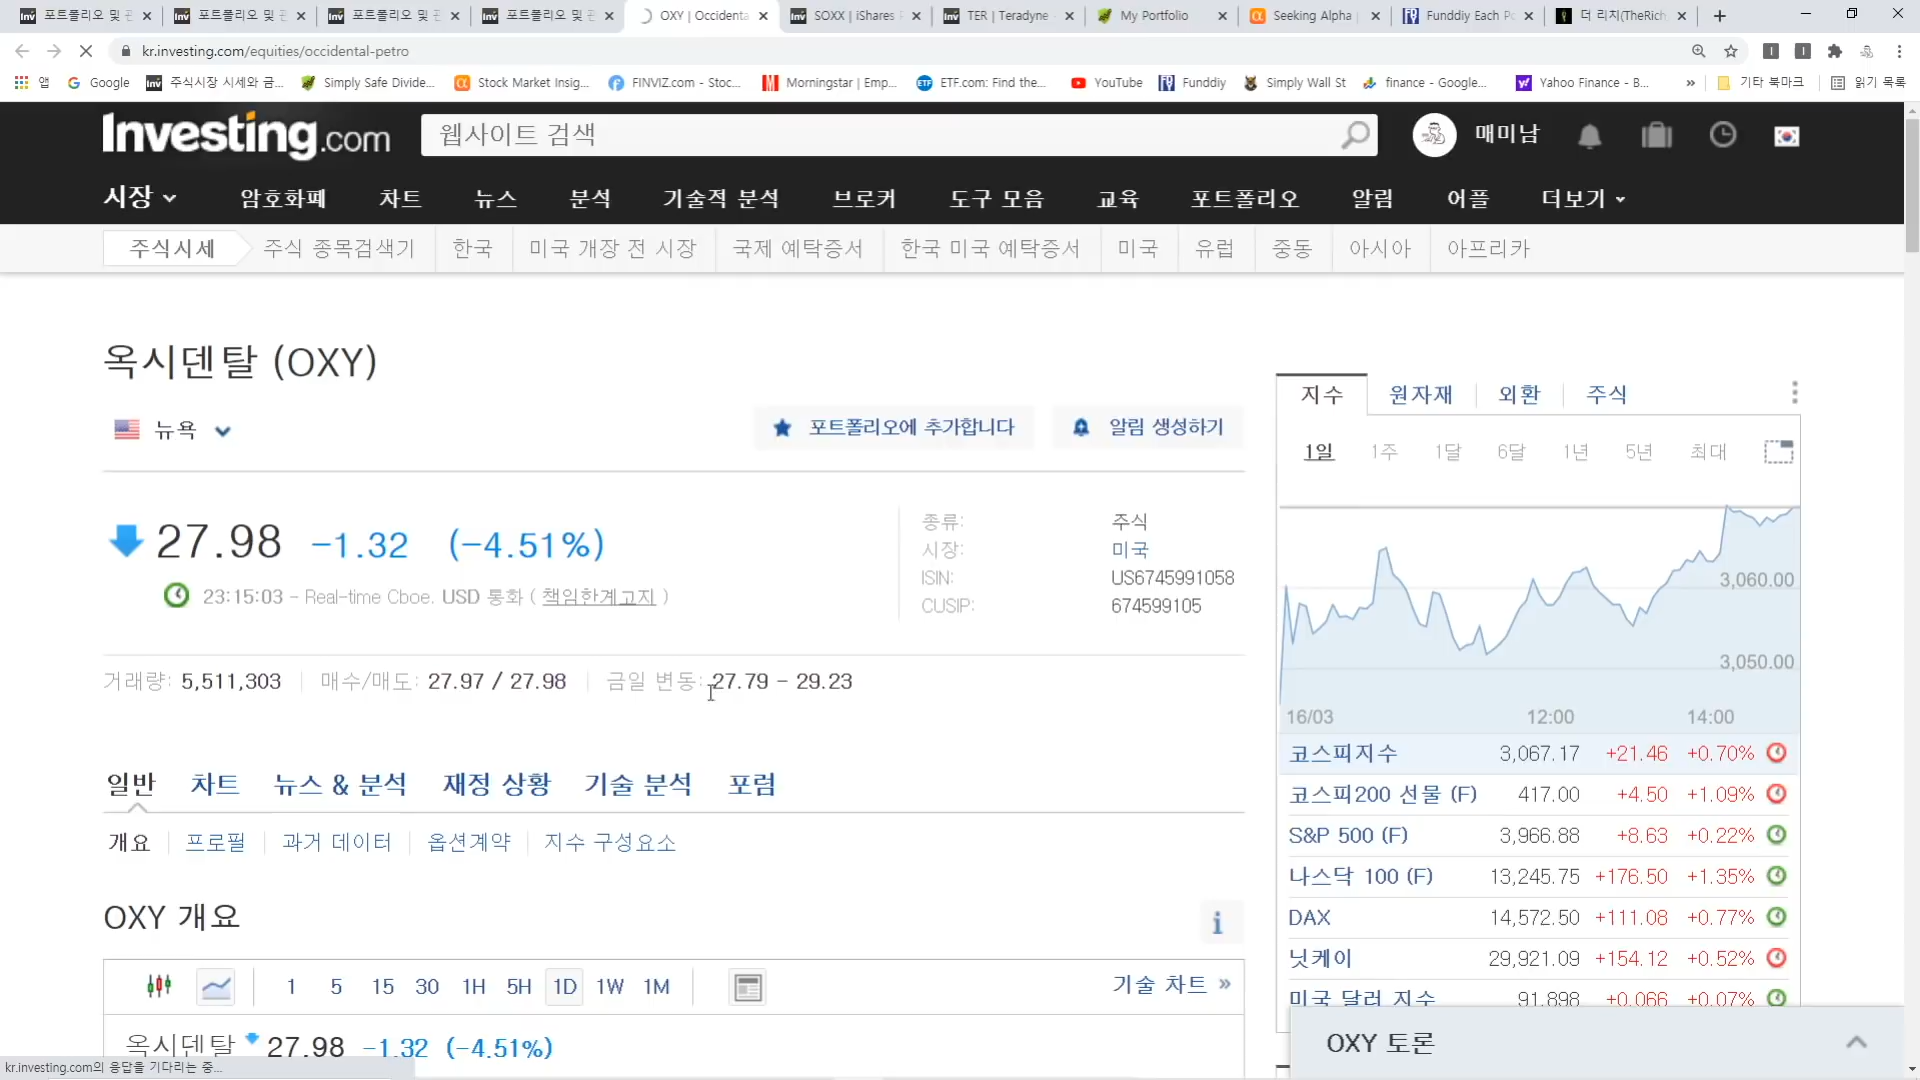 포트폴리오 및 관
포트폴리오 및 관
포트폴리오 및 관
포트폴리오 및 관
OXY | Occidenta
SOXX | iShares
TER | Teradyne
My Portfolio
Seeking Alpha
Funddiy Each Po
더 리치(TheRich
kr.investing.com/equities/occidental-petro
앱
Google
주식시장 시세와 금...
Simply Safe Divide...
Stock Market Insig...
FINVIZ.com - Stoc...
Morningstar | Emp...
ETF.com: Find the...
YouTube
Funddiy
Simply Wall St
finance - Google...
Yahoo Finance - B...
»
기타 북마크
읽기 목록
Investing.com
웹사이트 검색
매미남
시장
암호화폐
차트
뉴스
분석
기술적 분석
브로커
도구 모음
교육
포트폴리오
알림
어플
더보기
주식시세
주식 종목검색기
한국
미국 개장 전 시장
국제 예탁증서
한국 미국 예탁증서
미국
유럽
중동
아시아
아프리카
옥시덴탈 (OXY)
뉴욕
포트폴리오에 추가합니다
알림 생성하기
27.98 -1.32 (-4.51%)
23:15:03 - Real-time Cboe. USD 통화 ( 책임한계고지 )
종류: 주식
시장: 미국
ISIN: US6745991058
CUSIP: 674599105
거래량: 5,511,303
매수/매도: 27.97 / 27.98
금일 변동: 27.79 - 29.23
일반
차트
뉴스 & 분석
재정 상황
기술 분석
포럼
개요
프로필
과거 데이터
옵션계약
지수 구성요소
OXY 개요
i
1 5 15 30 1H 5H 1D 1W 1M
기술 차트 »
옥시덴탈 27.98 -1.32 (-4.51%)
kr.investing.com의 응답을 기다리는 중...
지수
원자재
외환
주식
1일 1주 1달 6달 1년 5년 최대
3,060.00
3,050.00
16/03 12:00 14:00
코스피지수 3,067.17 +21.46 +0.70%
코스피200 선물 (F) 417.00 +4.50 +1.09%
S&P 500 (F) 3,966.88 +8.63 +0.22%
나스닥 100 (F) 13,245.75 +176.50 +1.35%
DAX 14,572.50 +111.08 +0.77%
닛케이 29,921.09 +154.12 +0.52%
미국 달러 지수 91.898 +0.066 +0.07%
OXY 토론